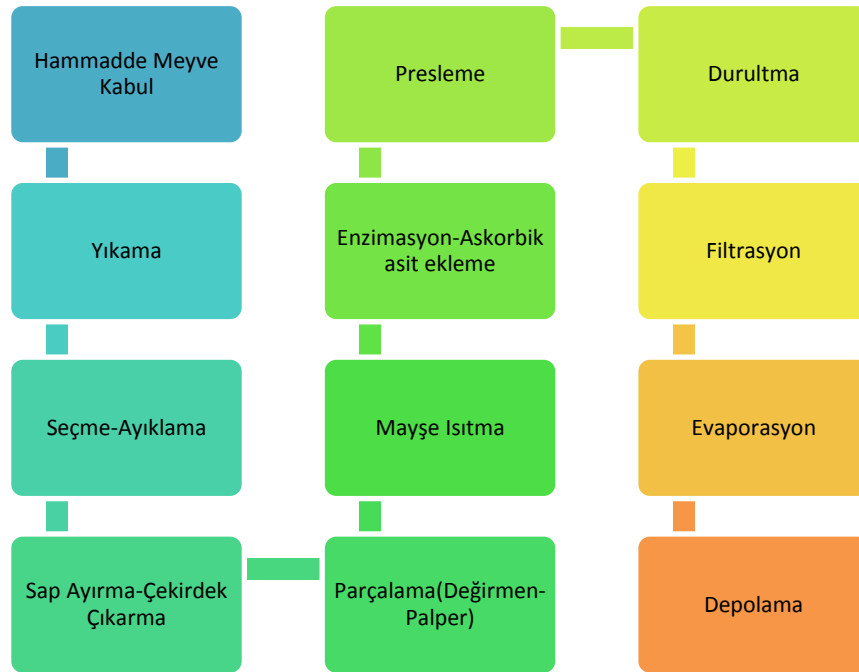 Hammadde Meyve
Kabul
Yıkama
Seçme-Ayıklama
Sap Ayırma-Çekirdek
Çıkarma
Parçalama(Değirmen-
Palper)
Mayşe Isıtma
Enzimasyon-Askorbik
asit ekleme
Presleme
Durultma
Filtrasyon
Evaporasyon
Depolama